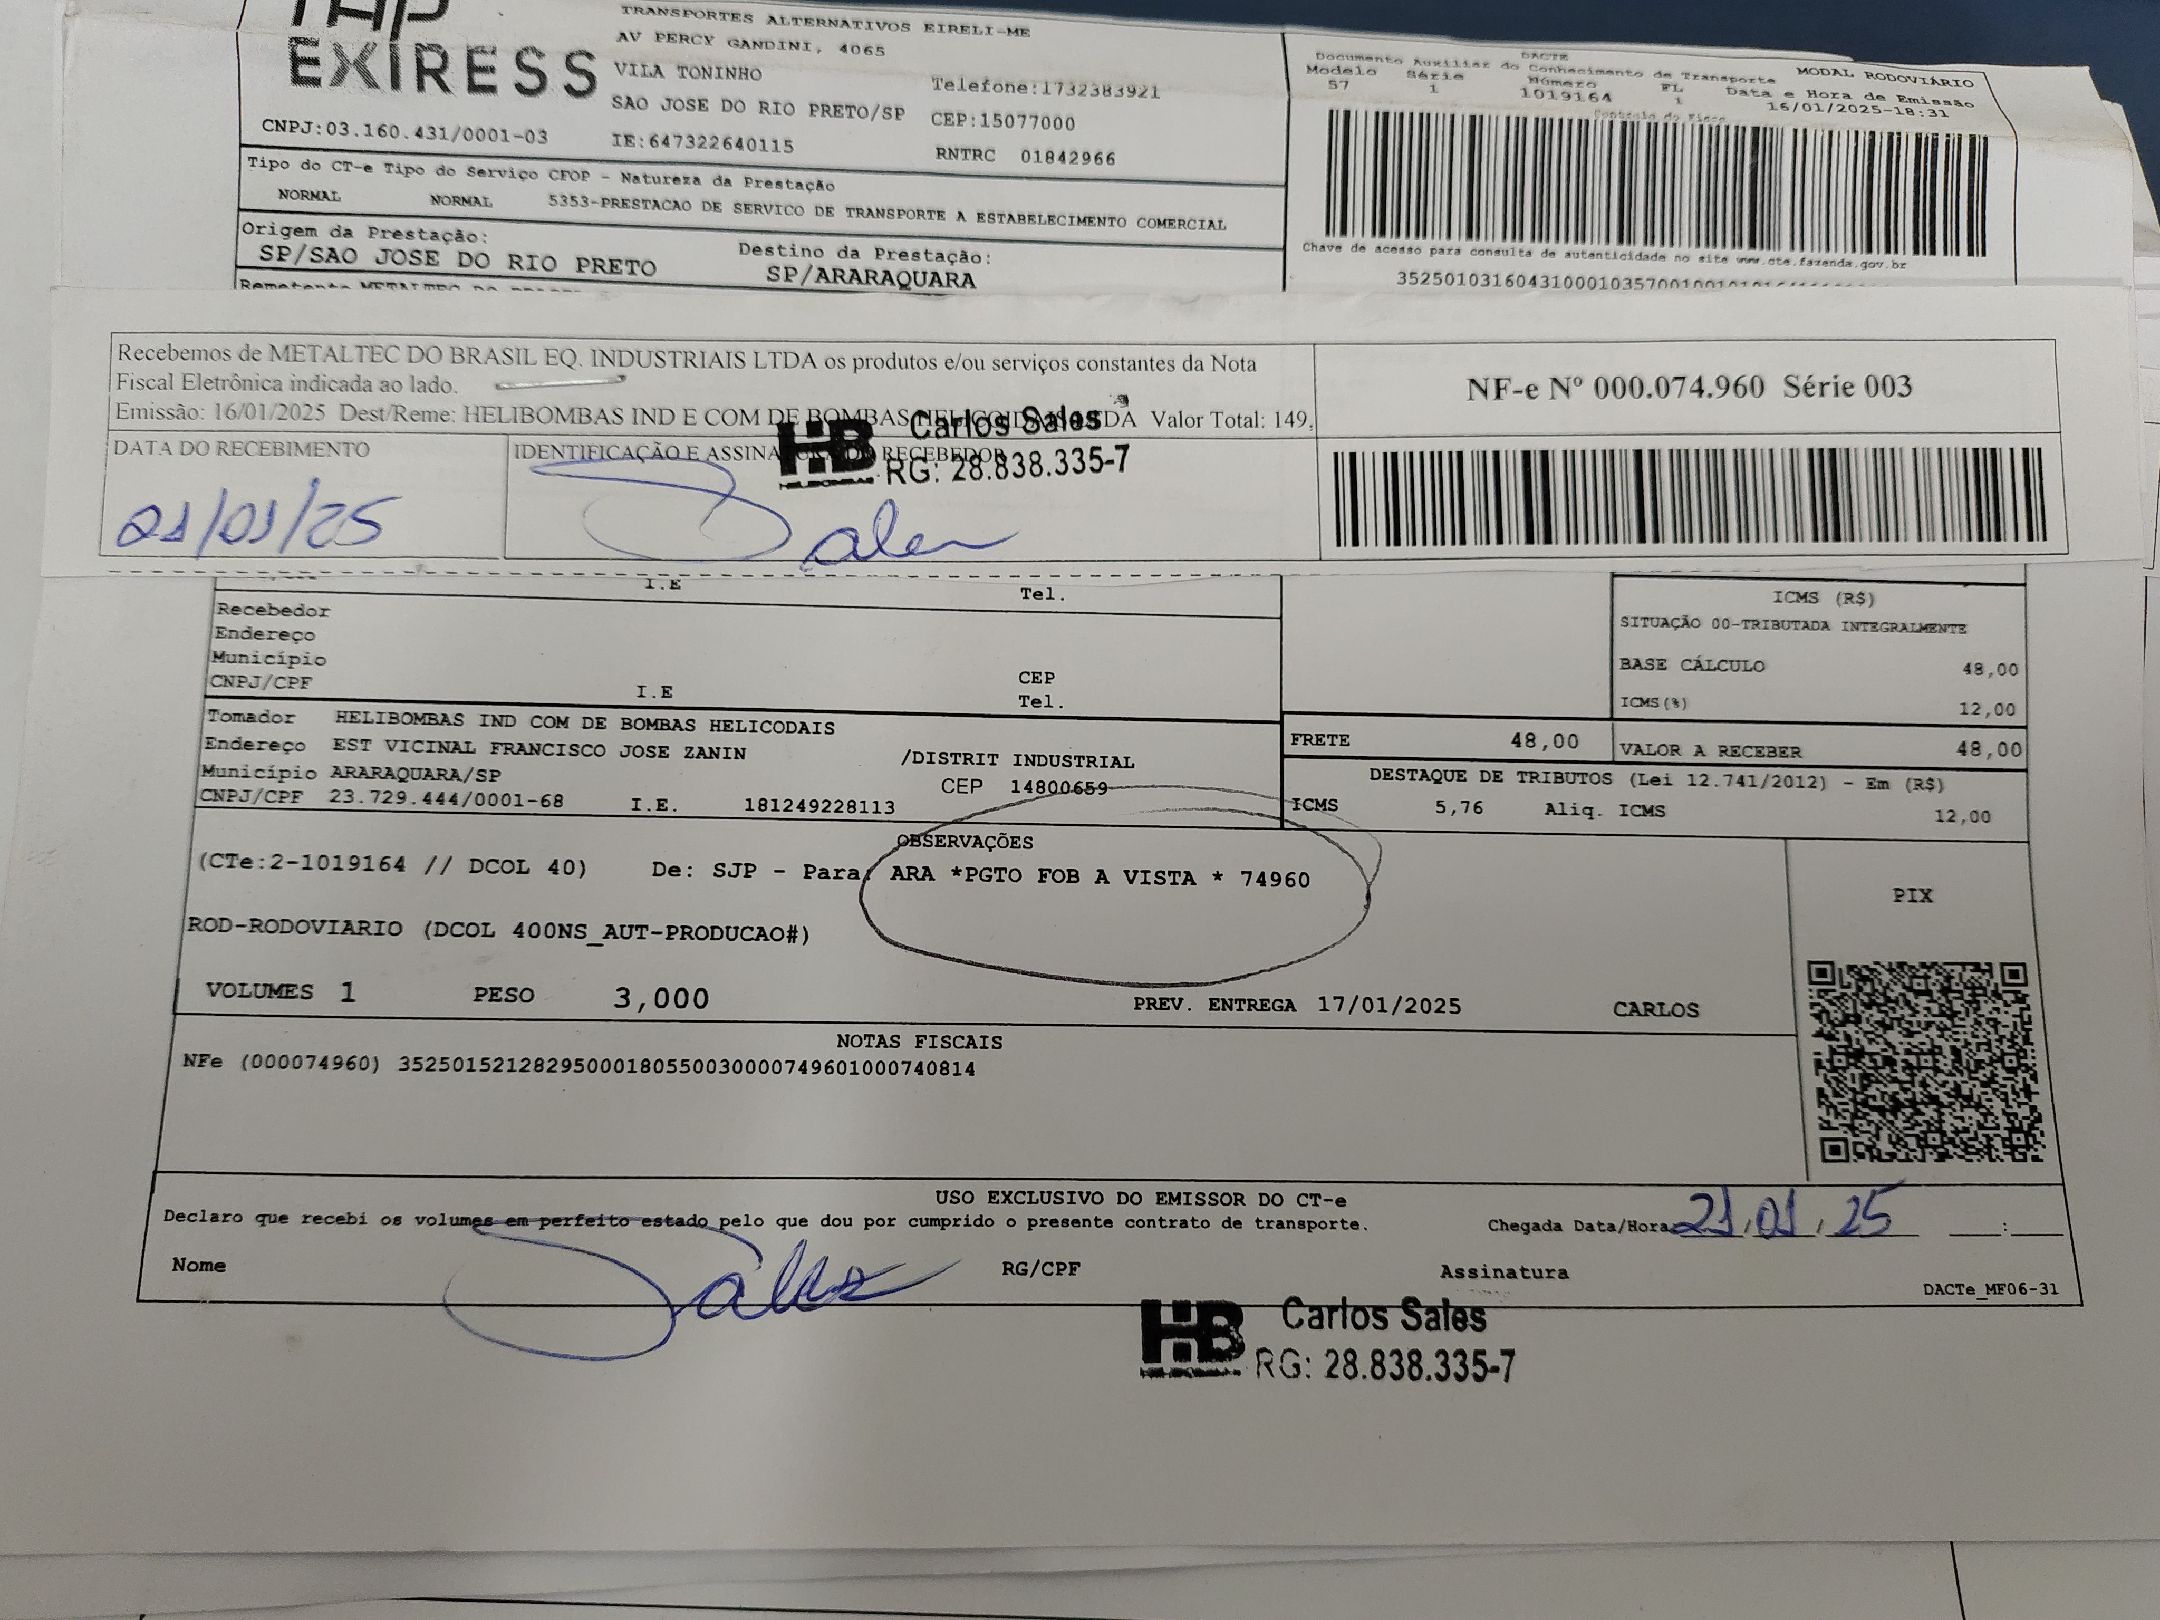 EXIRESS
TRANSPORTES ALTERNATIVOS EIRELI-ME
AV PERCY GANDINI, 4065
VILA TONINHO
SAO JOSE DO RIO PRETO/SP
Telefone:1732383921
CEP:15077000
CNPJ:03.160.431/0001-03 IE:647322640115 RNTRC 01842966
DACTE
Documento Auxiliar do Conhecimento de Transporte MODAL RODOVIÁRIO
Modelo Série Número FL Data e Hora de Emissão
57 1 1019164 1 16/01/2025-18:31
Controle do Fisco
Tipo do CT-e Tipo do Serviço CFOP - Natureza da Prestação
NORMAL NORMAL 5353-PRESTACAO DE SERVICO DE TRANSPORTE A ESTABELECIMENTO COMERCIAL
Origem da Prestação: Destino da Prestação:
SP/SAO JOSE DO RIO PRETO SP/ARARAQUARA
Chave de acesso para consulta de autenticidade no site www.cte.fazenda.gov.br
Remetente METALTEC DO
Recebemos de METALTEC DO BRASIL EQ. INDUSTRIAIS LTDA os produtos e/ou serviços constantes da Nota
Fiscal Eletrônica indicada ao lado.
Emissão: 16/01/2025 Dest/Reme: HELIBOMBAS IND E COM DE BOMBAS HELICOIDAIS LTDA Valor Total: 149,
NF-e Nº 000.074.960 Série 003
DATA DO RECEBIMENTO
21/01/25
IDENTIFICAÇÃO E ASSINATURA DO RECEBEDOR
HB Carlos Sales
HELIBOMBAS RG: 28.838.335-7
Sales
I.E Tel.
Recebedor
Endereço
Município CEP
CNPJ/CPF I.E Tel.
ICMS (R$)
SITUAÇÃO 00-TRIBUTADA INTEGRALMENTE
BASE CÁLCULO 48,00
ICMS(%) 12,00
Tomador HELIBOMBAS IND COM DE BOMBAS HELICODAIS
Endereço EST VICINAL FRANCISCO JOSE ZANIN /DISTRIT INDUSTRIAL
Município ARARAQUARA/SP CEP 14800659
CNPJ/CPF 23.729.444/0001-68 I.E. 181249228113
FRETE 48,00 VALOR A RECEBER 48,00
DESTAQUE DE TRIBUTOS (Lei 12.741/2012) - Em (R$)
ICMS 5,76 Aliq. ICMS 12,00
OBSERVAÇÕES
(CTe:2-1019164 // DCOL 40) De: SJP - Para: ARA *PGTO FOB A VISTA * 74960
ROD-RODOVIARIO (DCOL 400NS_AUT-PRODUCAO#)
PIX
VOLUMES 1 PESO 3,000 PREV. ENTREGA 17/01/2025 CARLOS
NOTAS FISCAIS
NFe (000074960) 35250152128295000180550030000749601000740814
USO EXCLUSIVO DO EMISSOR DO CT-e
Declaro que recebi os volumes em perfeito estado pelo que dou por cumprido o presente contrato de transporte. Chegada Data/Hora 21/01/25 :
Nome Sales RG/CPF Assinatura
DACTe_MF06-31
HB Carlos Sales
RG: 28.838.335-7